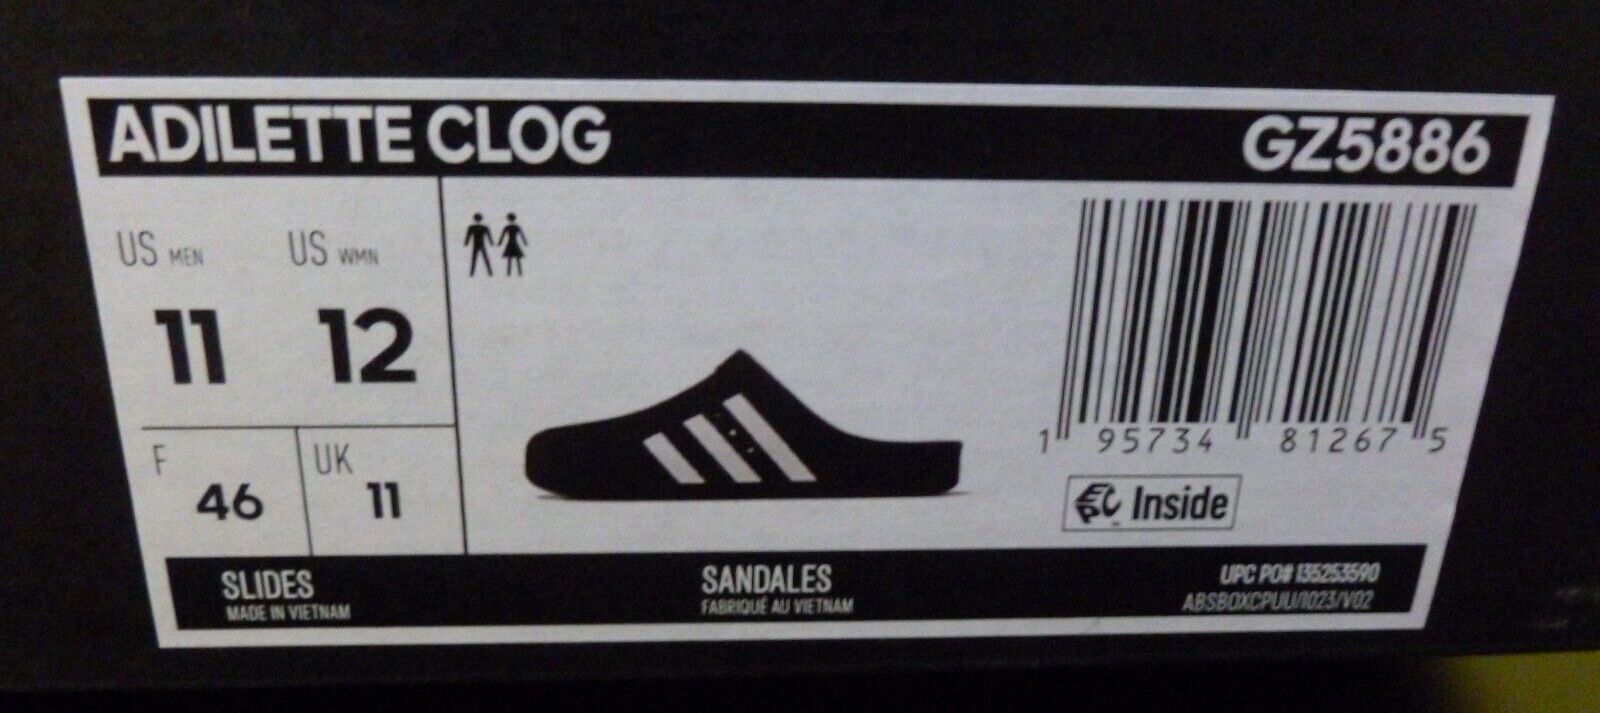 ADILETTE CLOG GZ5886
US MEN US WMN
11 12
F UK
46 11
1 95734 81267 5
EPC Inside
SLIDES SANDALES UPC PO# 135253590
MADE IN VIETNAM FABRIQUÉ AU VIETNAM ABSBOXCPUU/1023/V02